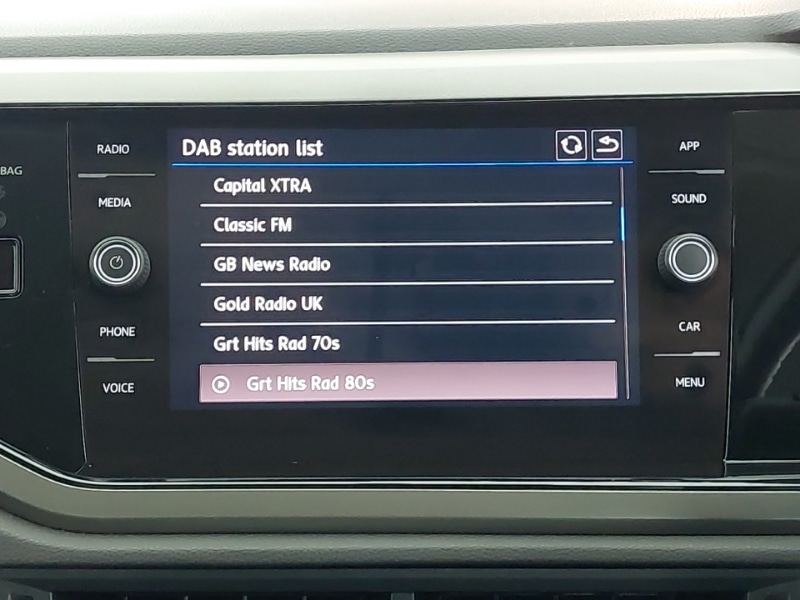 BAG
RADIO
MEDIA
PHONE
VOICE
DAB station list
Capital XTRA
Classic FM
GB News Radio
Gold Radio UK
Grt Hits Rad 70s
Grt Hits Rad 80s
APP
SOUND
CAR
MENU